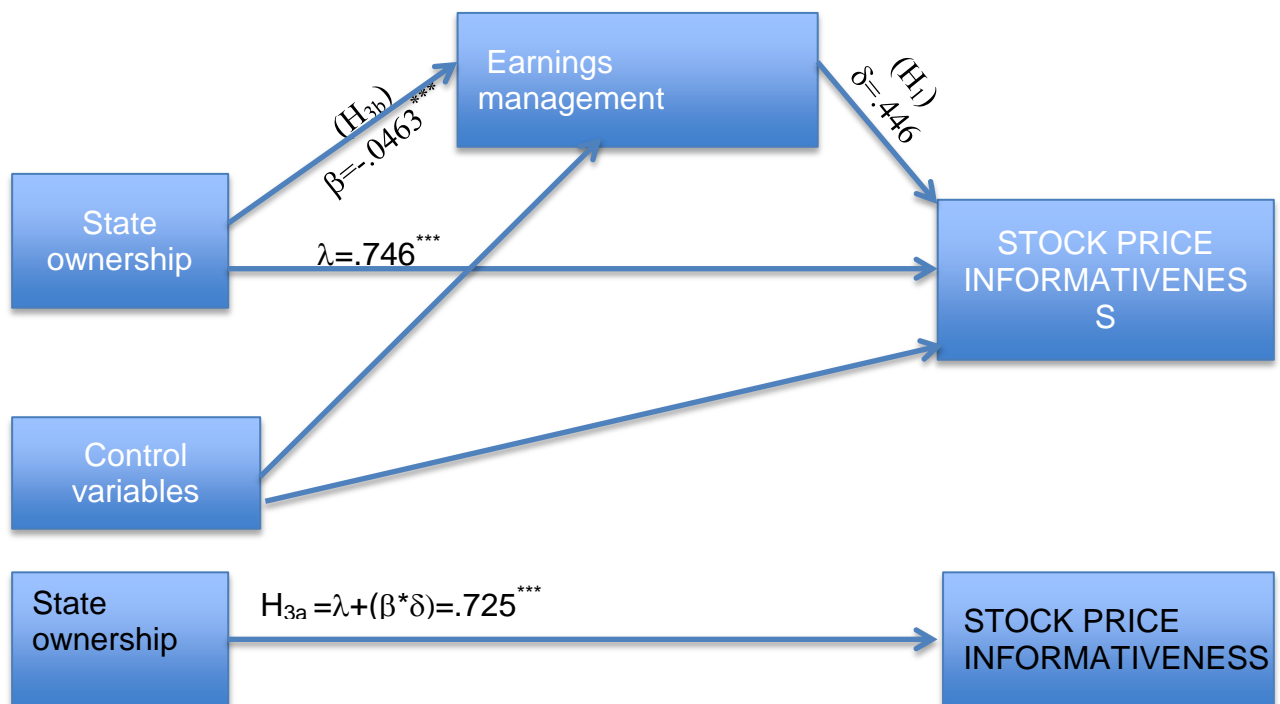 Earnings
management
(H3b)
β=-.0463***
(H1)
δ=.446
State
ownership
λ=.746***
STOCK PRICE
INFORMATIVENES
S
Control
variables
State
ownership
H3a =λ+(β*δ)=.725***
STOCK PRICE
INFORMATIVENESS